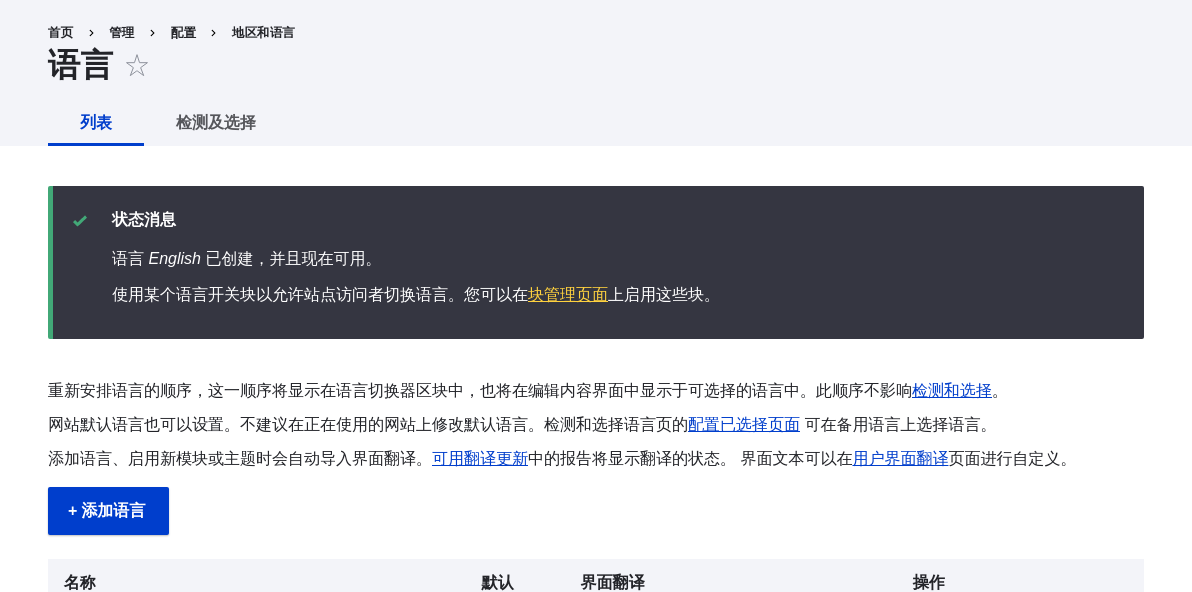 首页 › 管理 › 配置 › 地区和语言
语言 ☆
列表 检测及选择
状态消息
语言 English 已创建，并且现在可用。
使用某个语言开关块以允许站点访问者切换语言。您可以在块管理页面上启用这些块。
重新安排语言的顺序，这一顺序将显示在语言切换器区块中，也将在编辑内容界面中显示于可选择的语言中。此顺序不影响检测和选择。
网站默认语言也可以设置。不建议在正在使用的网站上修改默认语言。检测和选择语言页的配置已选择页面 可在备用语言上选择语言。
添加语言、启用新模块或主题时会自动导入界面翻译。可用翻译更新中的报告将显示翻译的状态。 界面文本可以在用户界面翻译页面进行自定义。
+ 添加语言
名称 默认 界面翻译 操作